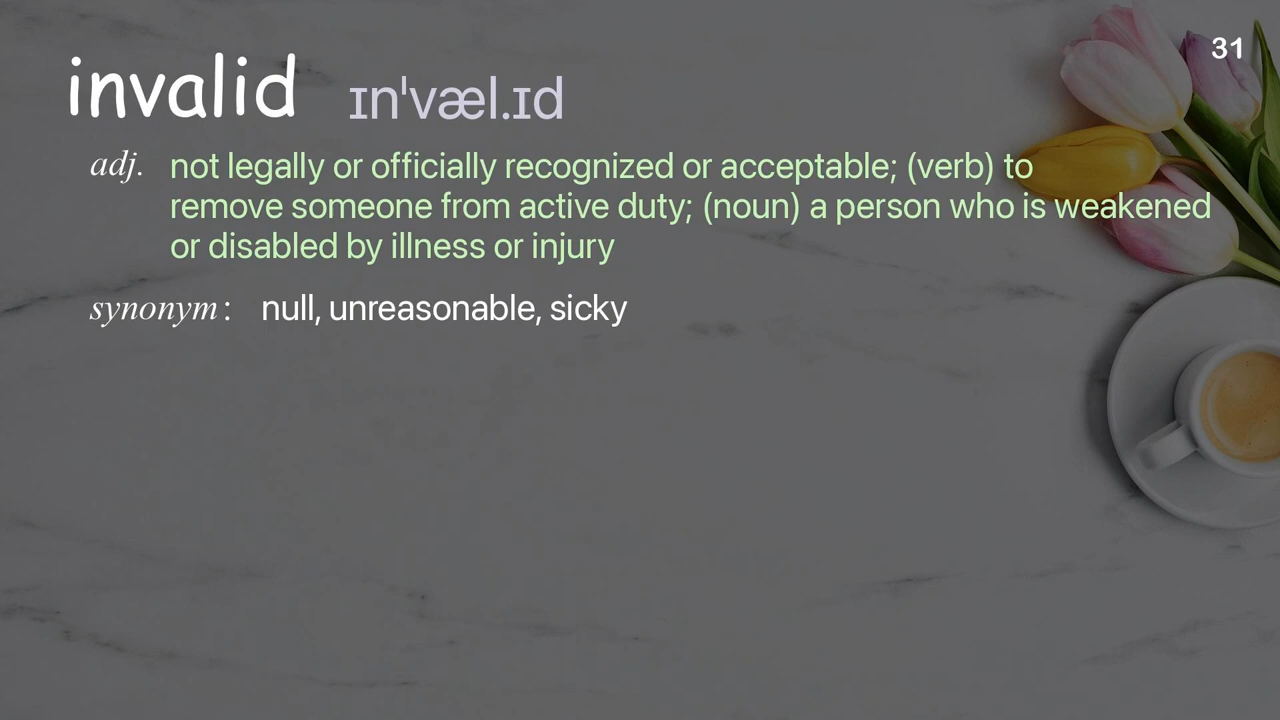 31
invalid ɪnˈvæl.ɪd
adj. not legally or officially recognized or acceptable; (verb) to
remove someone from active duty; (noun) a person who is weakened
or disabled by illness or injury
synonym : null, unreasonable, sicky